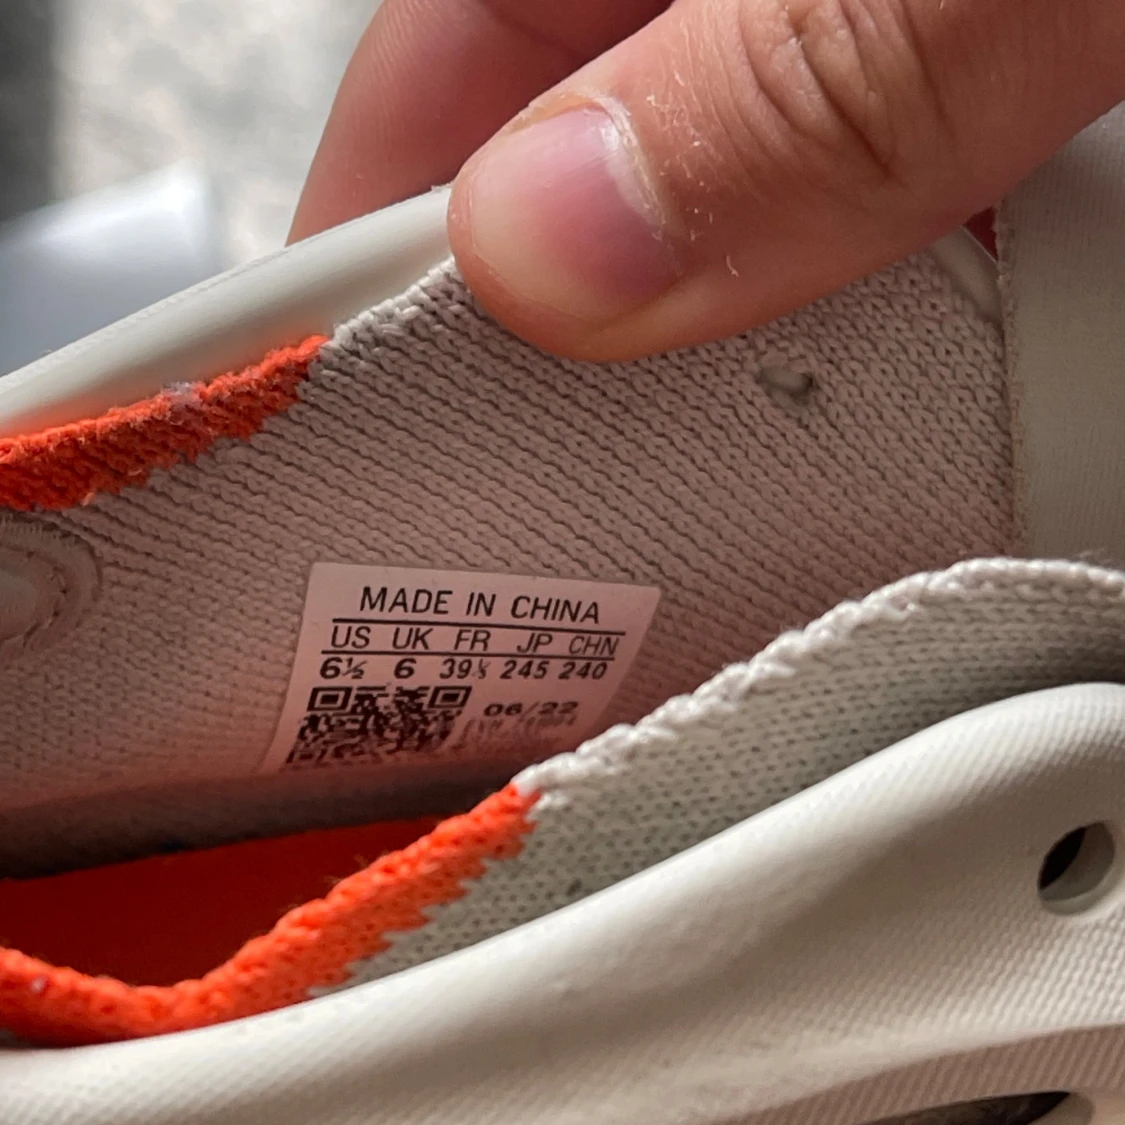 MADE IN CHINA
US UK FR JP CHN
6½ 6 39⅓ 245 240
06/22